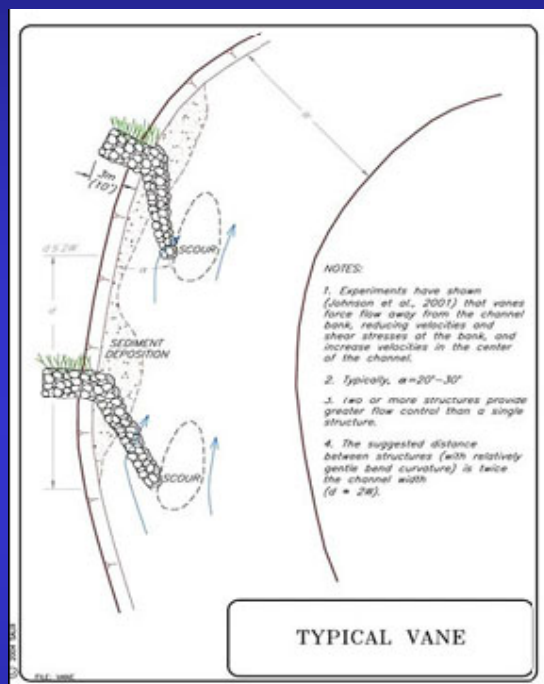 W
3m
(10')
SCOUR
d ≤ 2W
α
d
SEDIMENT
DEPOSITION
SCOUR
NOTES:
1. Experiments have shown
(Johnson et al., 2001) that vanes
force flow away from the channel
bank, reducing velocities and
shear stresses at the bank, and
increase velocities in the center
of the channel.
2. Typically, α=20°-30°
3. Two or more structures provide
greater flow control than a single
structure.
4. The suggested distance
between structures (with relatively
gentle bend curvature) is twice
the channel width
(d = 2W).
TYPICAL VANE
FILE: VANE